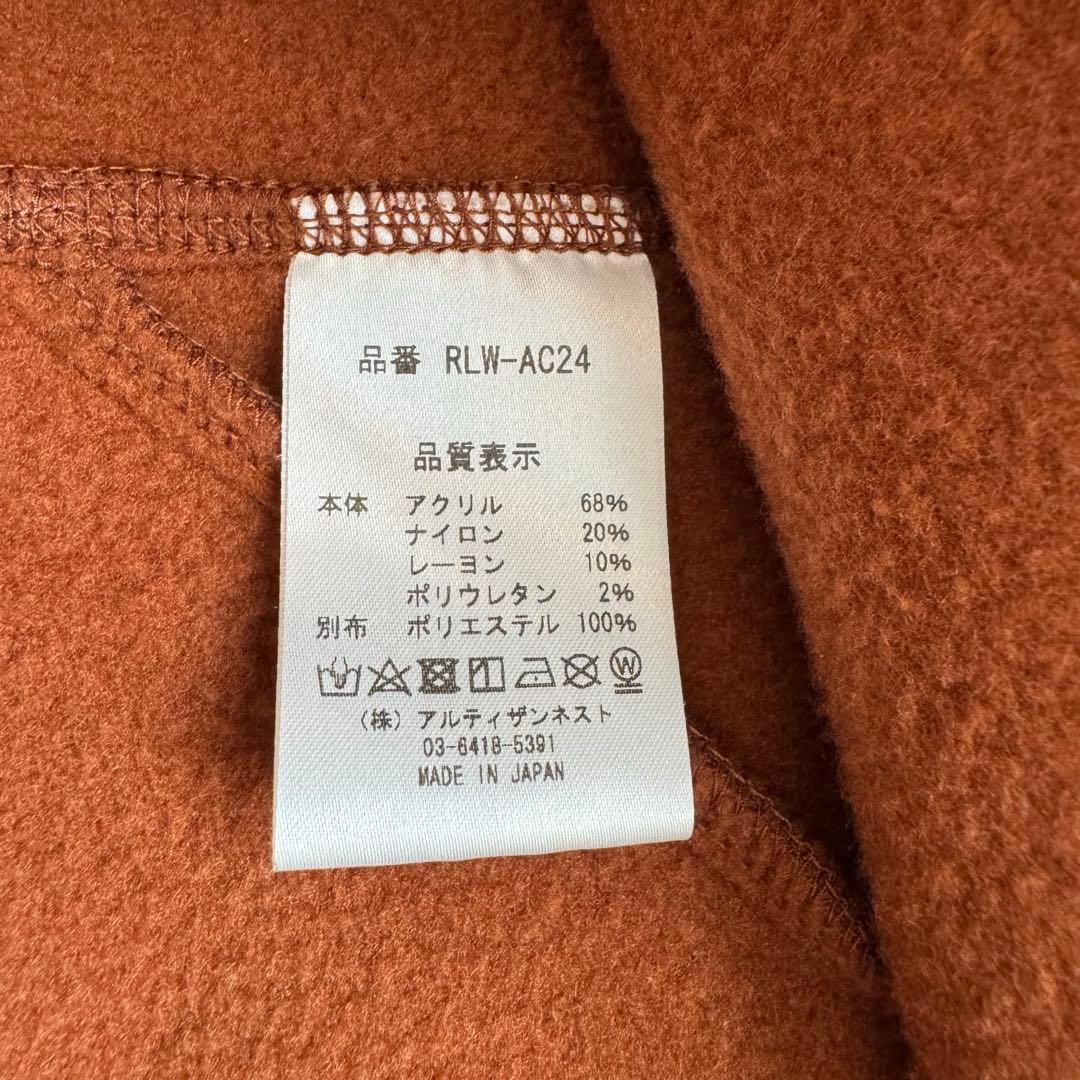 品番 RLW-AC24
品質表示
本体 アクリル 68%
ナイロン 20%
レーヨン 10%
ポリウレタン 2%
別布 ポリエステル 100%
W
(株) アルティザンネスト
03-6418-5391
MADE IN JAPAN